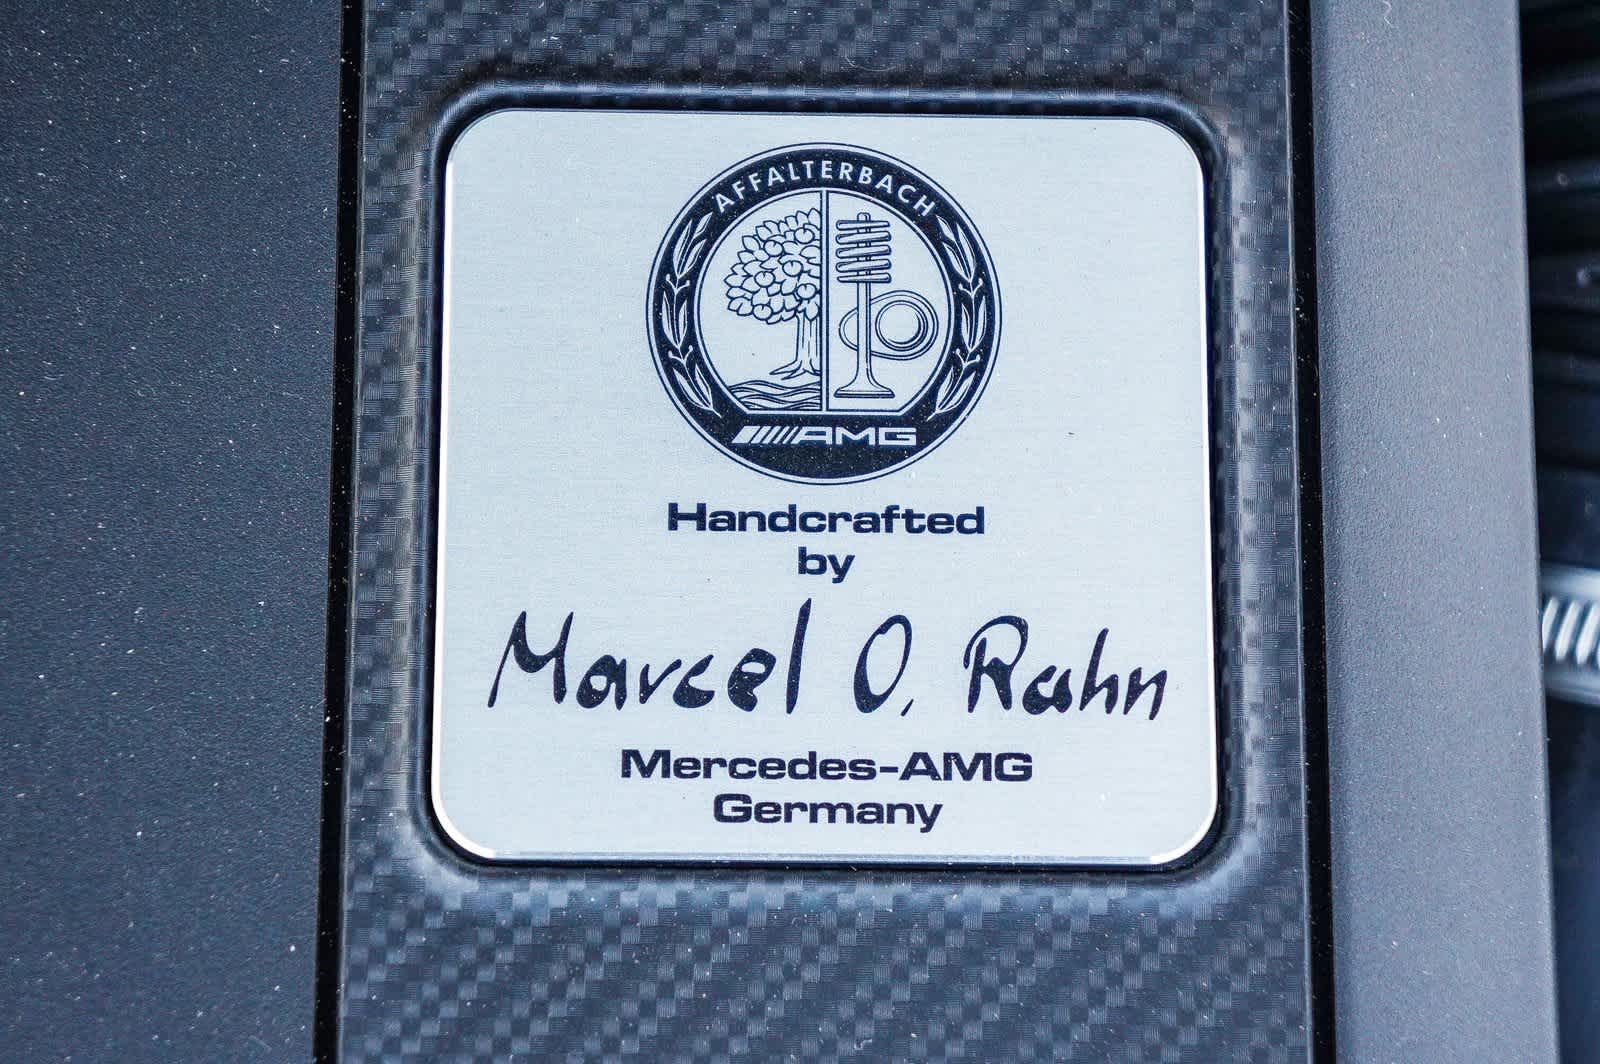 AFFALTERBACH
AMG
Handcrafted
by
Marcel O. Rahn
Mercedes-AMG
Germany